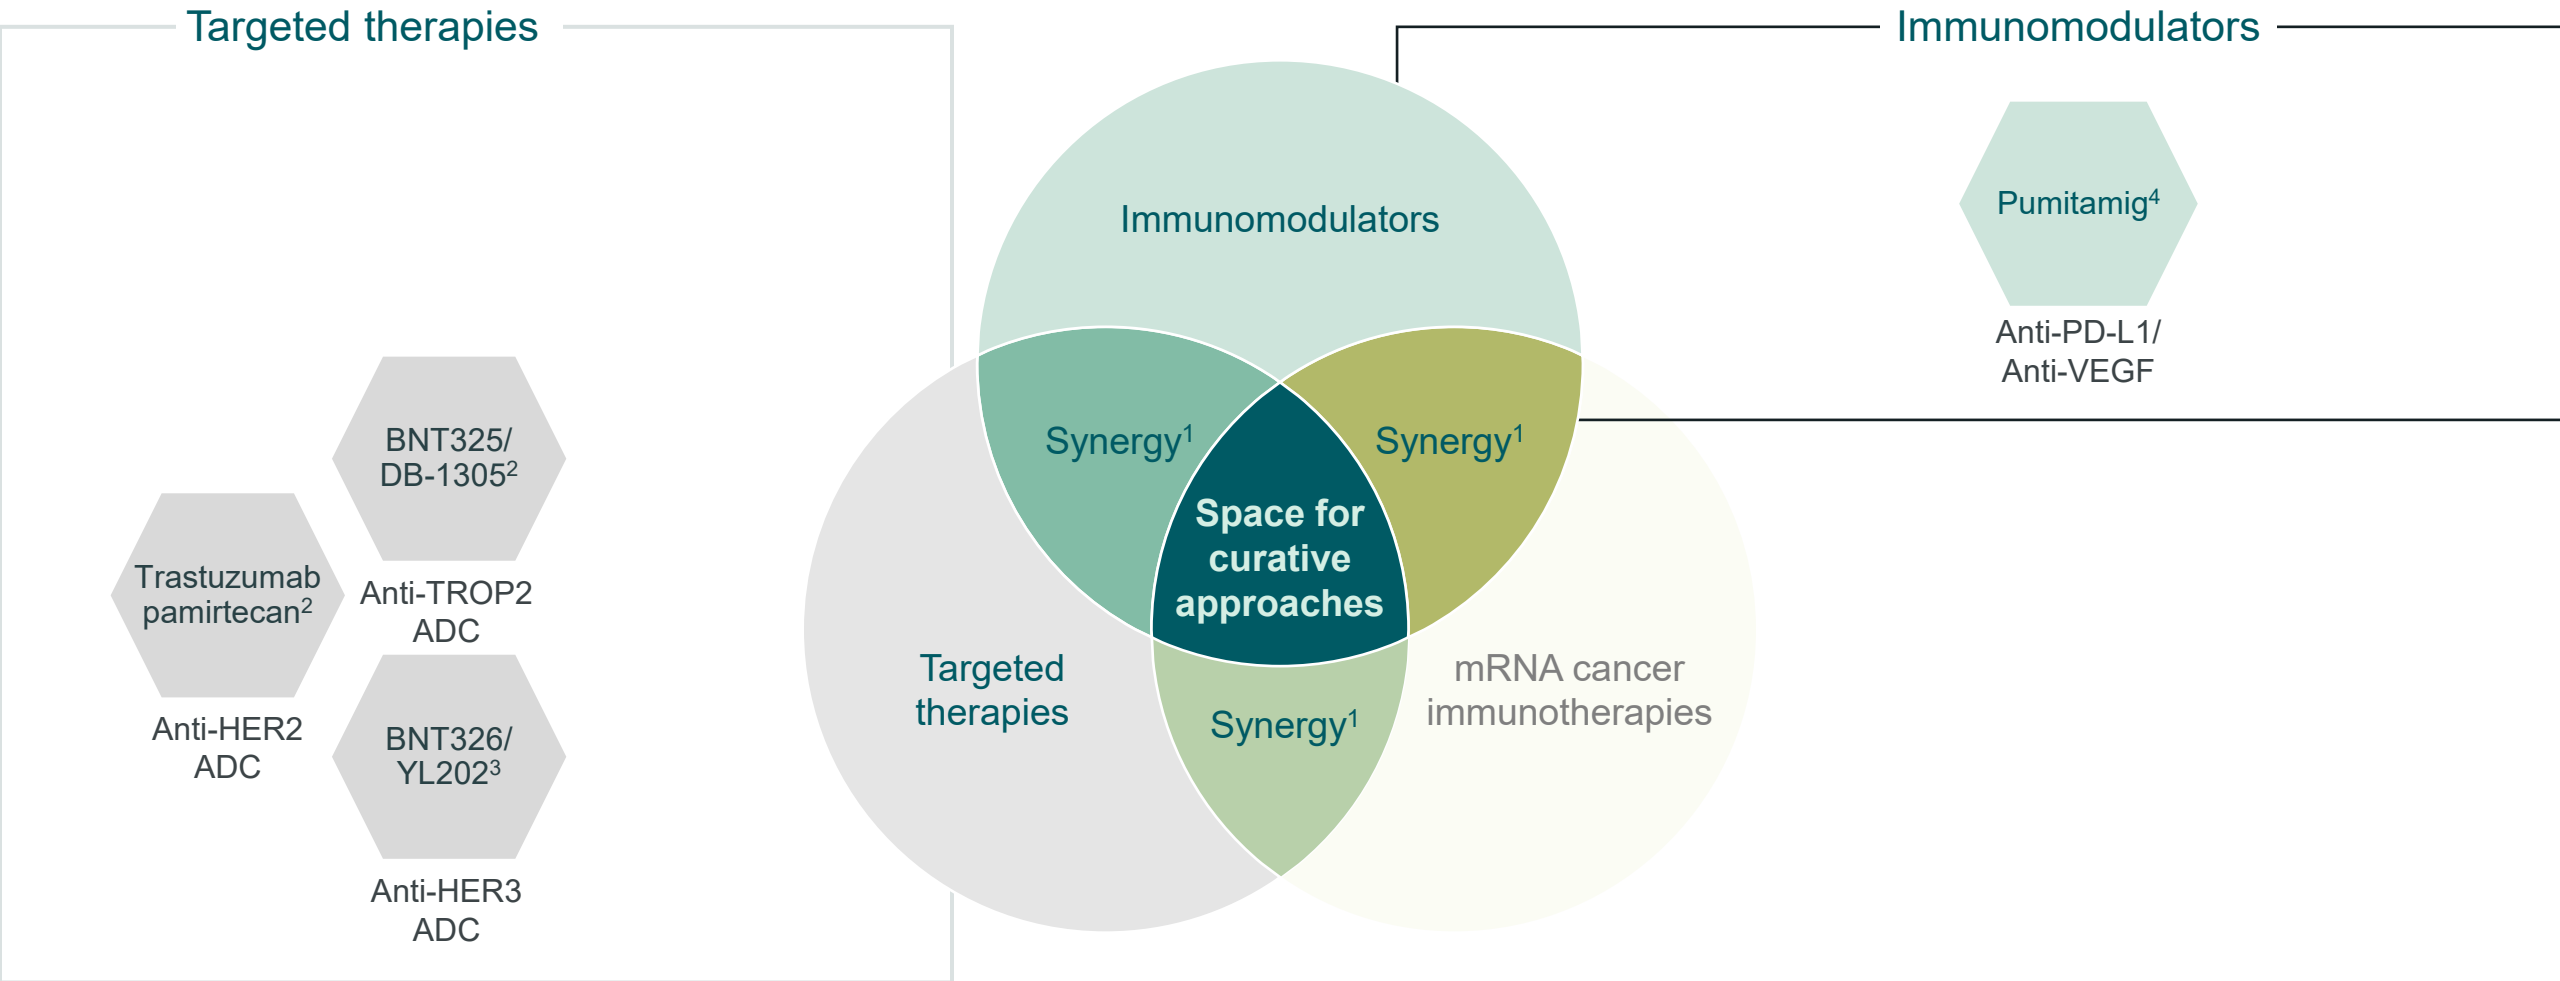 Targeted therapies
Immunomodulators
Immunomodulators
Pumitamig⁴
Anti-PD-L1/
Anti-VEGF
BNT325/
DB-1305²
Anti-TROP2
ADC
Trastuzumab
pamirtecan²
Anti-HER2
ADC
BNT326/
YL202³
Anti-HER3
ADC
Synergy¹
Synergy¹
Space for
curative
approaches
Targeted
therapies
mRNA cancer
immunotherapies
Synergy¹